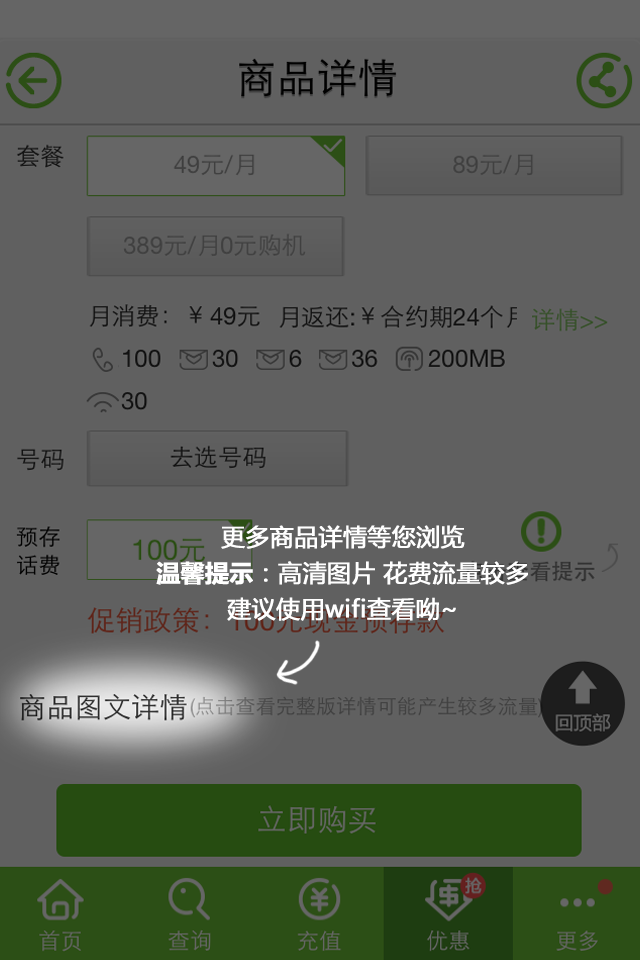 商品详情
套餐
49元/月
89元/月
389元/月0元购机
月消费：￥49元 月返还:￥合约期24个月 详情>>
100 30 6 36 200MB
30
号码
去选号码
预存
话费
100元
更多商品详情等您浏览
温馨提示：高清图片 花费流量较多
看提示
建议使用wifi查看呦~
促销政策：100元现金预存款
商品图文详情(点击查看完整版详情可能产生较多流量)
回顶部
立即购买
抢
首页
查询
充值
优惠
更多